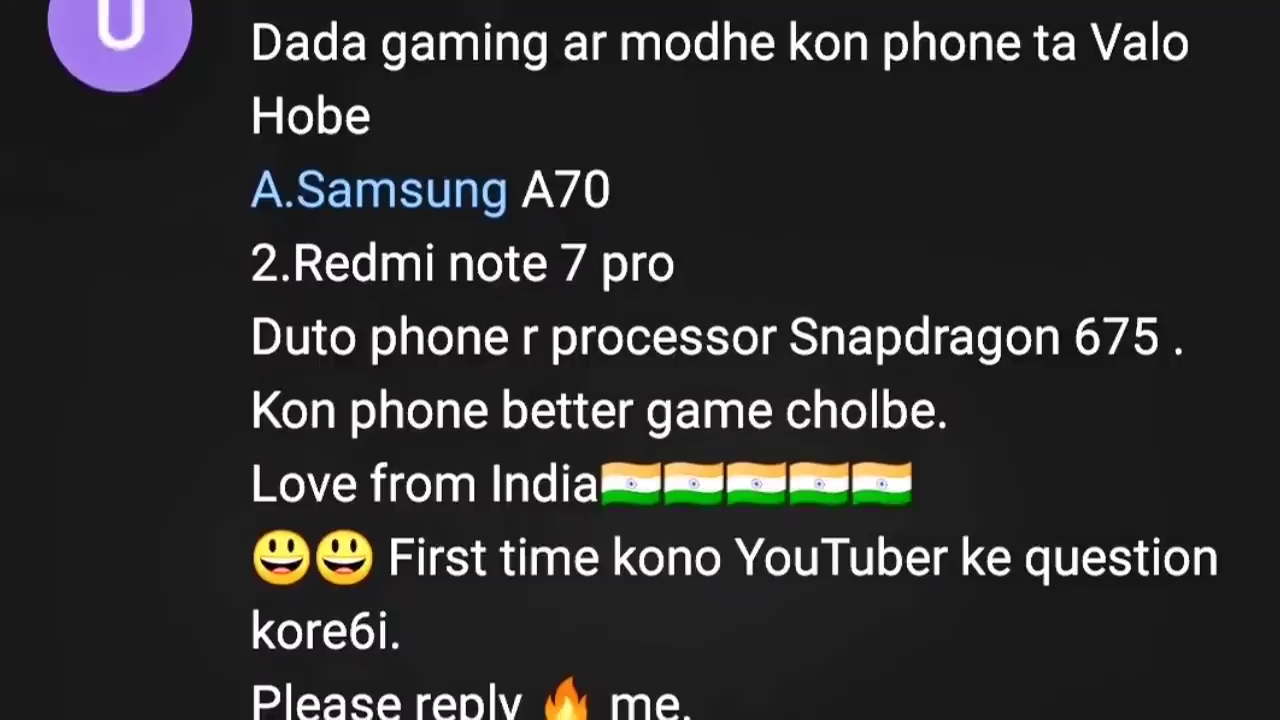 U
Dada gaming ar modhe kon phone ta Valo
Hobe
A.Samsung A70
2.Redmi note 7 pro
Duto phone r processor Snapdragon 675 .
Kon phone better game cholbe.
Love from India🇮🇳🇮🇳🇮🇳🇮🇳🇮🇳
😃😃 First time kono YouTuber ke question
kore6i.
Please reply 🔥 me.